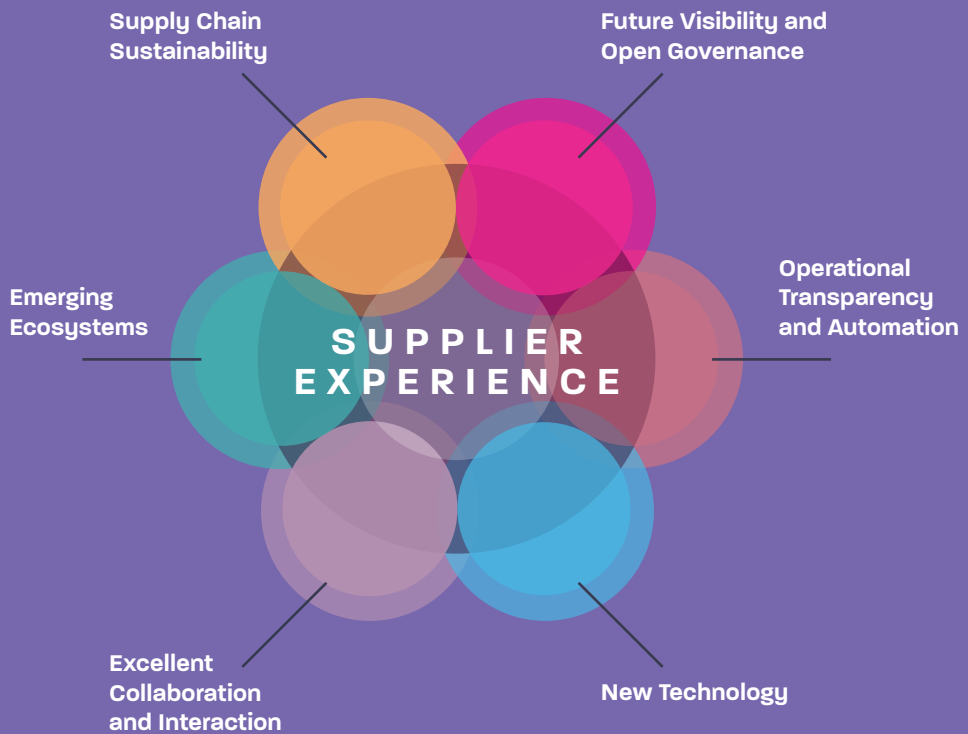 Supply Chain
Sustainability
Future Visibility and
Open Governance
Emerging
Ecosystems
SUPPLIER
EXPERIENCE
Operational
Transparency
and Automation
Excellent
Collaboration
and Interaction
New Technology